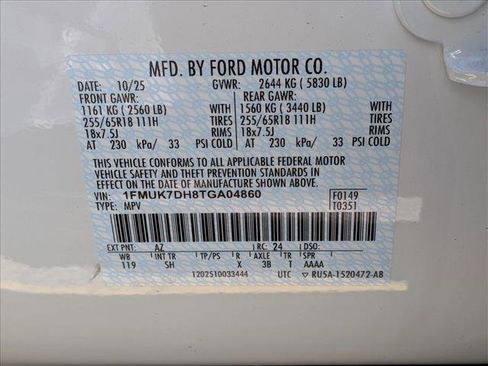 MFD. BY FORD MOTOR CO.
DATE: 10/25 GVWR: 2644 KG ( 5830 LB)
FRONT GAWR: REAR GAWR:
1161 KG ( 2560 LB) WITH 1560 KG ( 3440 LB) WITH
255/65R18 111H TIRES 255/65R18 111H TIRES
18x7.5J RIMS 18x7.5J RIMS
AT 230 kPa/ 33 PSI COLD AT 230 kPa/ 33 PSI COLD
THIS VEHICLE CONFORMS TO ALL APPLICABLE FEDERAL MOTOR
VEHICLE SAFETY AND THEFT PREVENTION STANDARDS
IN EFFECT ON THE DATE OF MANUFACTURE SHOWN ABOVE.
VIN: 1FMUK7DH8TGA04860 F0149
TYPE: MPV T0351
EXT PNT: AZ RC: 24 DSO:
WB INT TR TP/PS R AXLE TR SPR
119 SH X 3B T AAAA
1202510033444 UTC ▽ RU5A-1520472-AB